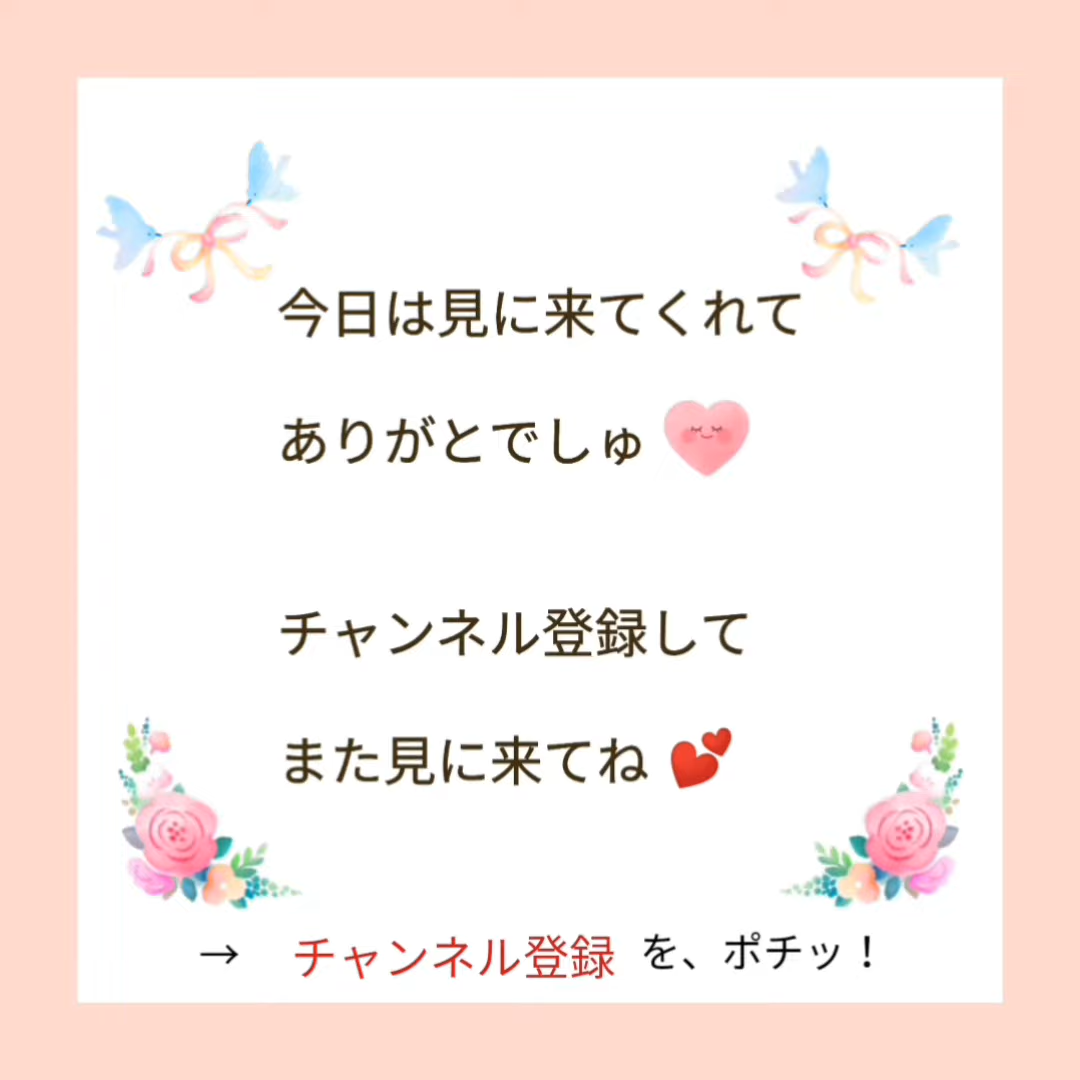 今日は見に来てくれて
ありがとでしゅ
チャンネル登録して
また見に来てね 💕
→ チャンネル登録 を、ポチッ！